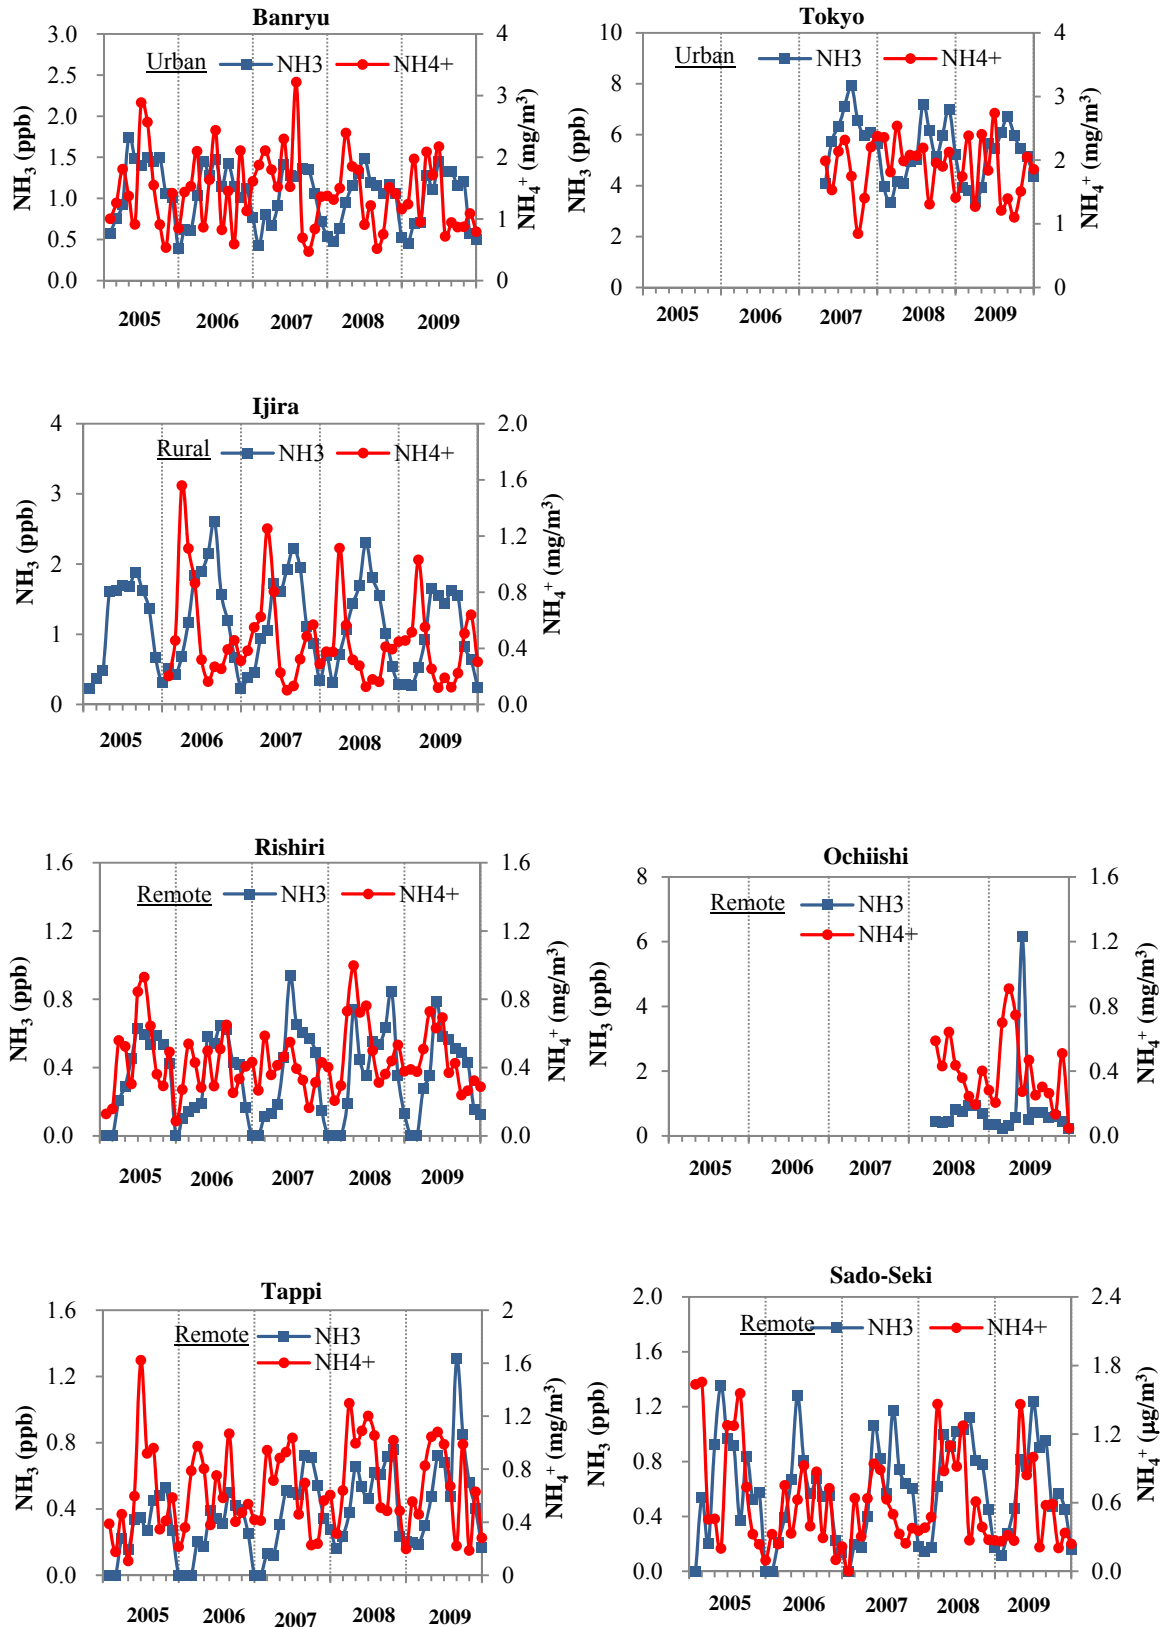 Banryu
Urban
NH3
NH4+
NH3 (ppb)
3.0
2.5
2.0
1.5
1.0
0.5
0.0
4
3
2
1
0
NH4+ (mg/m3)
2005 2006 2007 2008 2009
Tokyo
Urban
NH3
NH4+
NH3 (ppb)
10
8
6
4
2
0
4
3
2
1
0
NH4+ (mg/m3)
2005 2006 2007 2008 2009
Ijira
Rural
NH3
NH4+
NH3 (ppb)
4
3
2
1
0
2.0
1.6
1.2
0.8
0.4
0.0
NH4+ (mg/m3)
2005 2006 2007 2008 2009
Rishiri
Remote
NH3
NH4+
NH3 (ppb)
1.6
1.2
0.8
0.4
0.0
1.6
1.2
0.8
0.4
0.0
NH4+ (mg/m3)
2005 2006 2007 2008 2009
Ochiishi
Remote
NH3
NH4+
NH3 (ppb)
8
6
4
2
0
1.6
1.2
0.8
0.4
0.0
NH4+ (mg/m3)
2005 2006 2007 2008 2009
Tappi
Remote
NH3
NH4+
NH3 (ppb)
1.6
1.2
0.8
0.4
0.0
2
1.6
1.2
0.8
0.4
0
NH4+ (mg/m3)
2005 2006 2007 2008 2009
Sado-Seki
Remote
NH3
NH4+
NH3 (ppb)
2.0
1.6
1.2
0.8
0.4
0.0
2.4
1.8
1.2
0.6
0.0
NH4+ (µg/m3)
2005 2006 2007 2008 2009